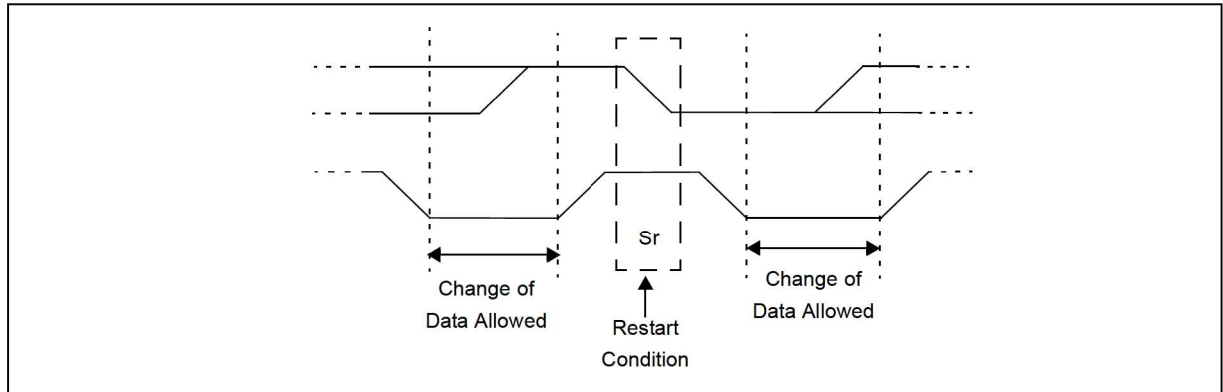 Sr
Change of
Data Allowed
Restart
Condition
Change of
Data Allowed